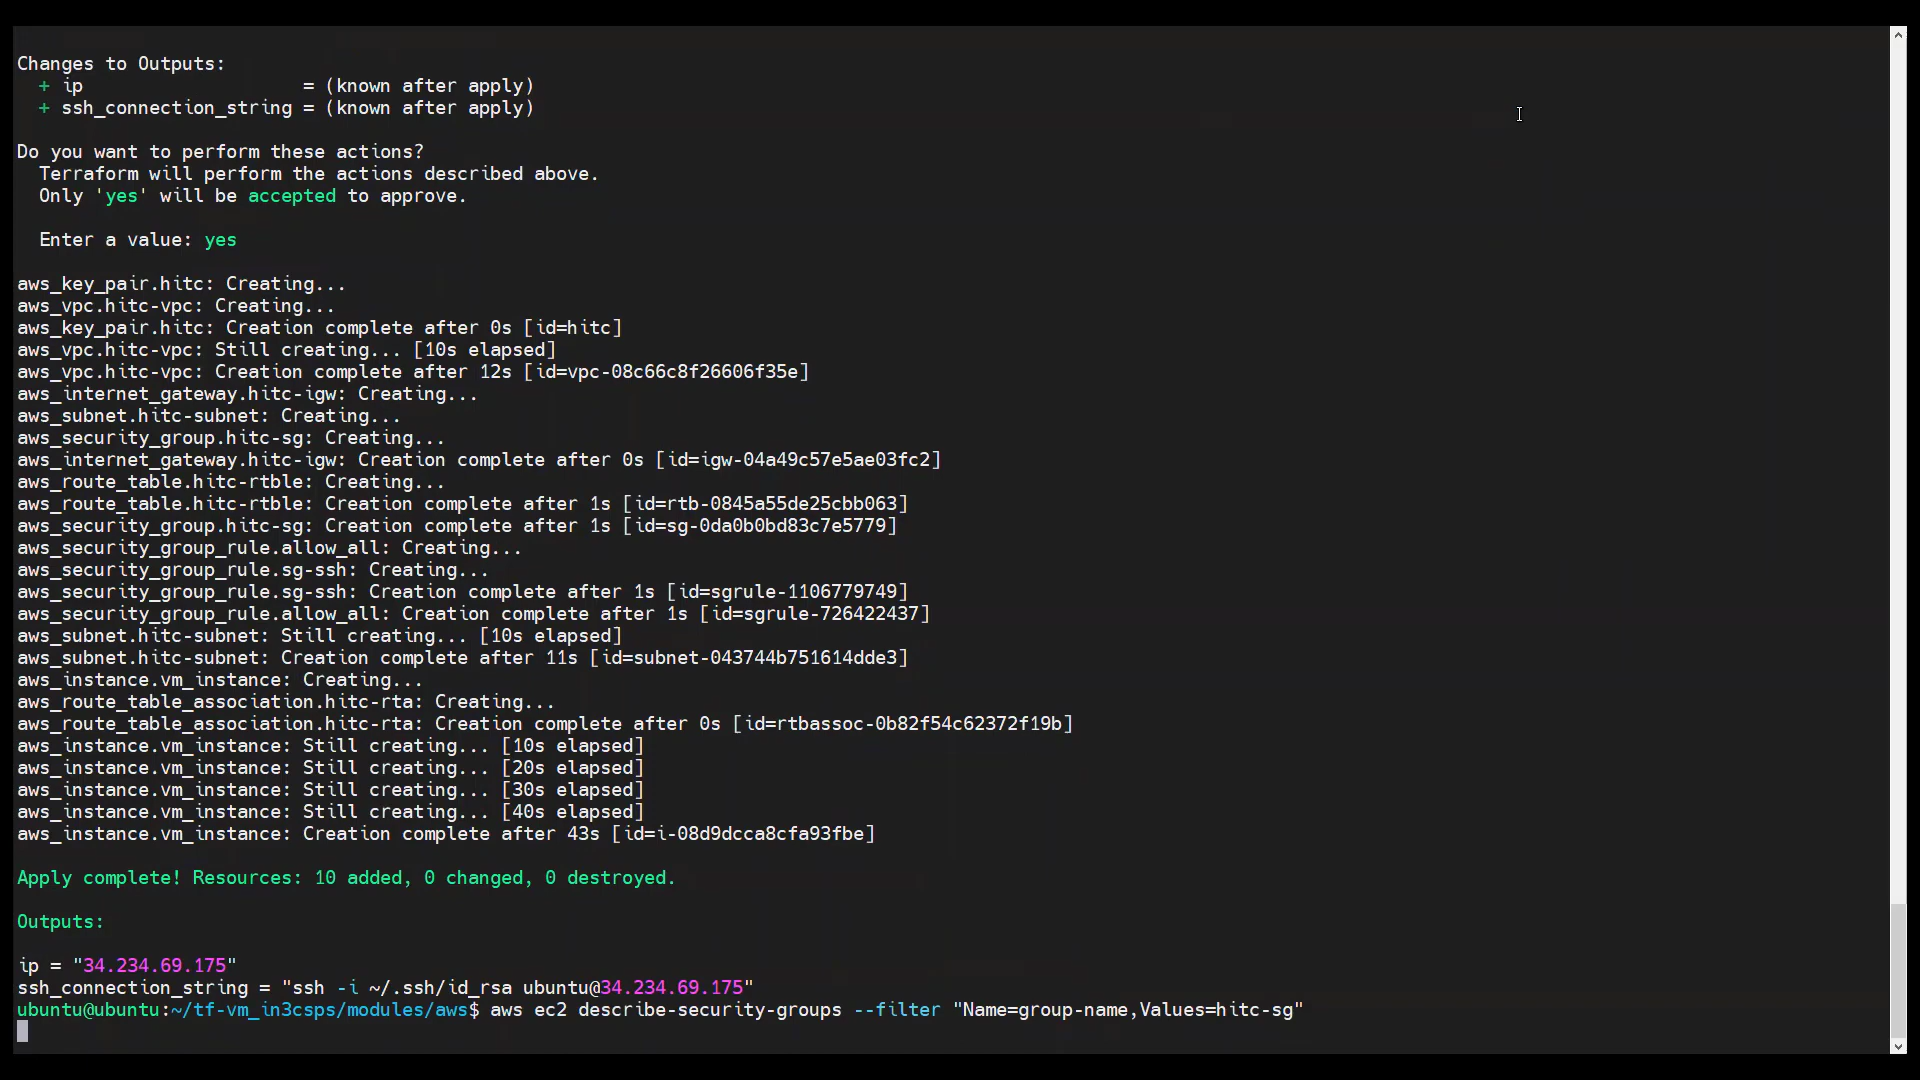 Changes to Outputs:
  + ip                    = (known after apply)
  + ssh_connection_string = (known after apply)
Do you want to perform these actions?
  Terraform will perform the actions described above.
  Only 'yes' will be accepted to approve.
  Enter a value: yes
aws_key_pair.hitc: Creating...
aws_vpc.hitc-vpc: Creating...
aws_key_pair.hitc: Creation complete after 0s [id=hitc]
aws_vpc.hitc-vpc: Still creating... [10s elapsed]
aws_vpc.hitc-vpc: Creation complete after 12s [id=vpc-08c66c8f26606f35e]
aws_internet_gateway.hitc-igw: Creating...
aws_subnet.hitc-subnet: Creating...
aws_security_group.hitc-sg: Creating...
aws_internet_gateway.hitc-igw: Creation complete after 0s [id=igw-04a49c57e5ae03fc2]
aws_route_table.hitc-rtble: Creating...
aws_route_table.hitc-rtble: Creation complete after 1s [id=rtb-0845a55de25cbb063]
aws_security_group.hitc-sg: Creation complete after 1s [id=sg-0da0b0bd83c7e5779]
aws_security_group_rule.allow_all: Creating...
aws_security_group_rule.sg-ssh: Creating...
aws_security_group_rule.sg-ssh: Creation complete after 1s [id=sgrule-1106779749]
aws_security_group_rule.allow_all: Creation complete after 1s [id=sgrule-726422437]
aws_subnet.hitc-subnet: Still creating... [10s elapsed]
aws_subnet.hitc-subnet: Creation complete after 11s [id=subnet-043744b751614dde3]
aws_instance.vm_instance: Creating...
aws_route_table_association.hitc-rta: Creating...
aws_route_table_association.hitc-rta: Creation complete after 0s [id=rtbassoc-0b82f54c62372f19b]
aws_instance.vm_instance: Still creating... [10s elapsed]
aws_instance.vm_instance: Still creating... [20s elapsed]
aws_instance.vm_instance: Still creating... [30s elapsed]
aws_instance.vm_instance: Still creating... [40s elapsed]
aws_instance.vm_instance: Creation complete after 43s [id=i-08d9dcca8cfa93fbe]
Apply complete! Resources: 10 added, 0 changed, 0 destroyed.
Outputs:
ip = "34.234.69.175"
ssh_connection_string = "ssh -i ~/.ssh/id_rsa ubuntu@34.234.69.175"
ubuntu@ubuntu:~/tf-vm_in3csps/modules/aws$ aws ec2 describe-security-groups --filter "Name=group-name,Values=hitc-sg"